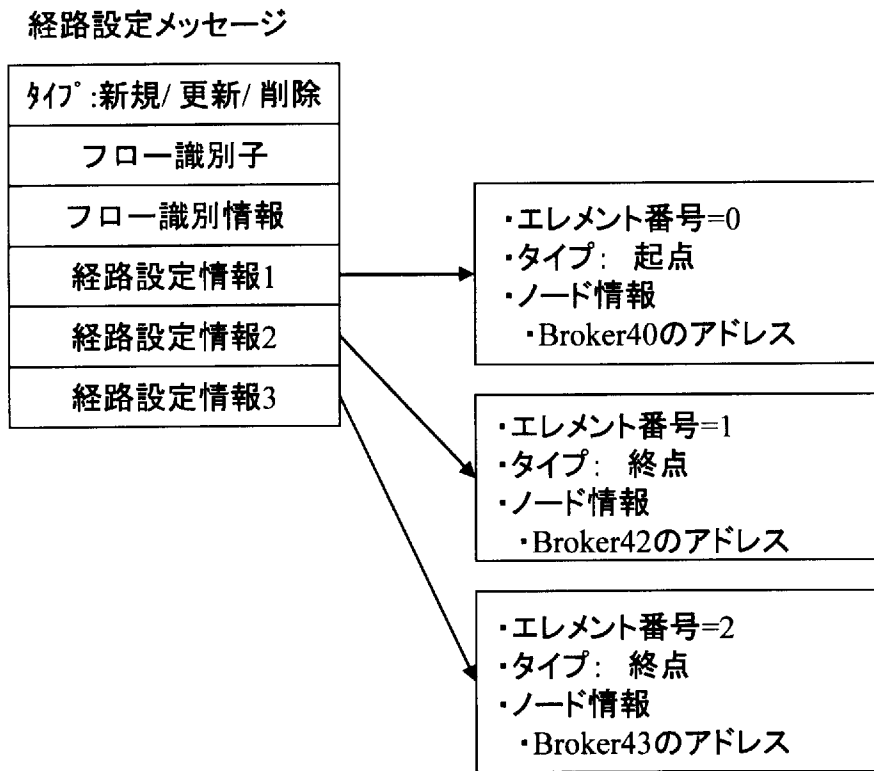 経路設定メッセージ
ﾀｲﾌﾟ:新規/ 更新/ 削除
フロー識別子
フロー識別情報
経路設定情報1
経路設定情報2
経路設定情報3
・エレメント番号=0
・タイプ： 起点
・ノード情報
・Broker40のアドレス
・エレメント番号=1
・タイプ： 終点
・ノード情報
・Broker42のアドレス
・エレメント番号=2
・タイプ： 終点
・ノード情報
・Broker43のアドレス